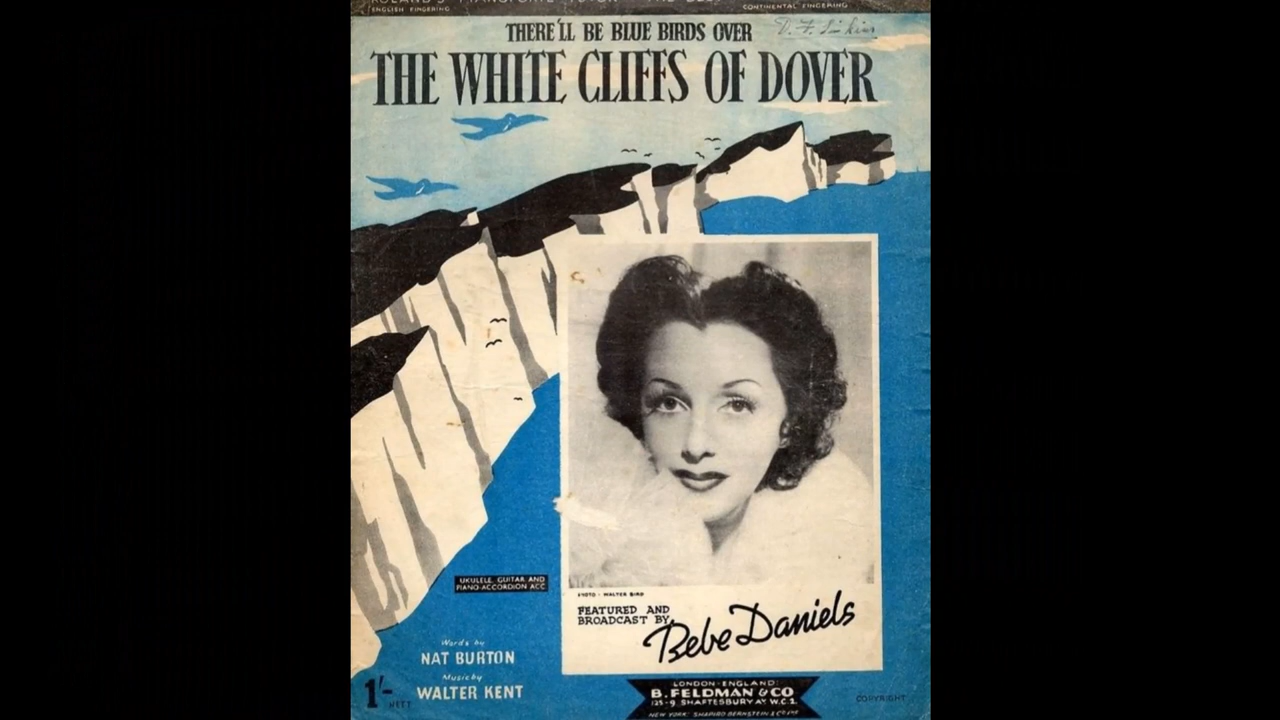 ENGLISH FINGERING
CONTINENTAL FINGERING
THERE'LL BE BLUE BIRDS OVER
THE WHITE CLIFFS OF DOVER
UKULELE, GUITAR AND
PIANO-ACCORDION ACC
PHOTO - WALTER BIRD
FEATURED AND
BROADCAST BY
Bebe Daniels
Words by
NAT BURTON
Music by
WALTER KENT
1'- NETT
LONDON - ENGLAND:
B. FELDMAN & CO
125-9 SHAFTESBURY AV. W.C.2.
NEW YORK: SHAPIRO BERNSTEIN & CO LTD
COPYRIGHT